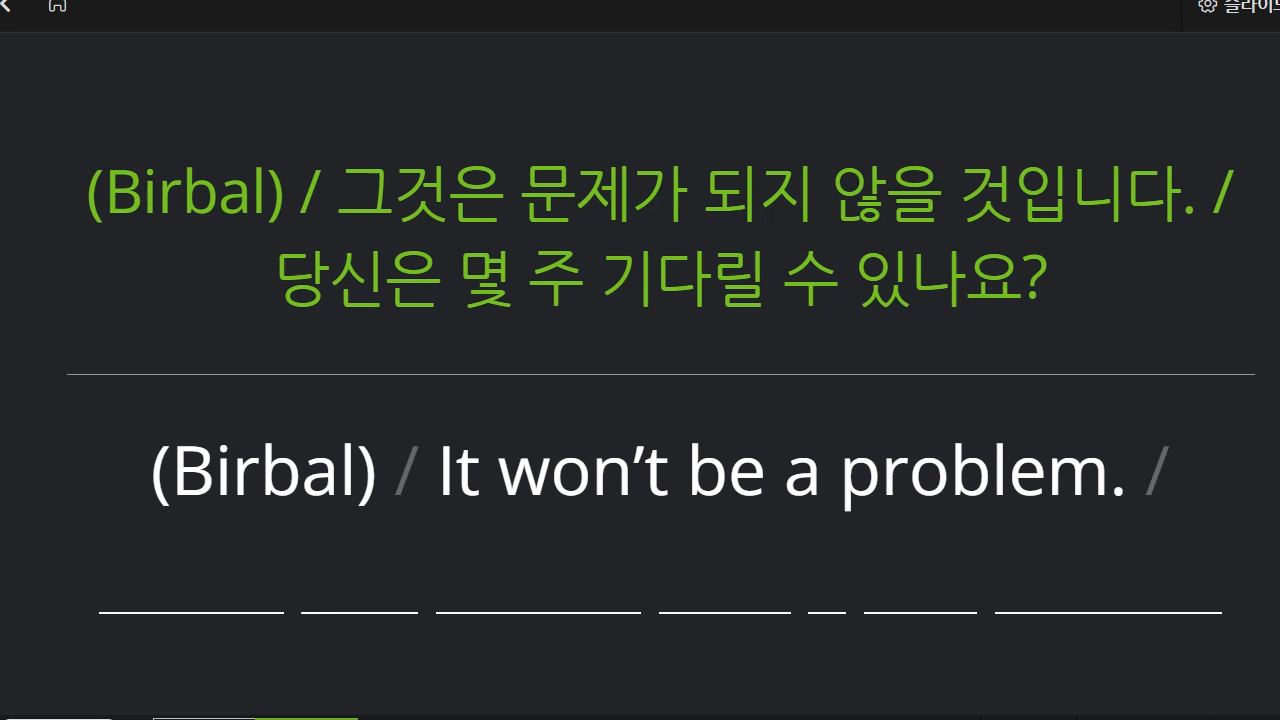 (Birbal) / 그것은 문제가 되지 않을 것입니다. /
당신은 몇 주 기다릴 수 있나요?
(Birbal) / It won’t be a problem. /